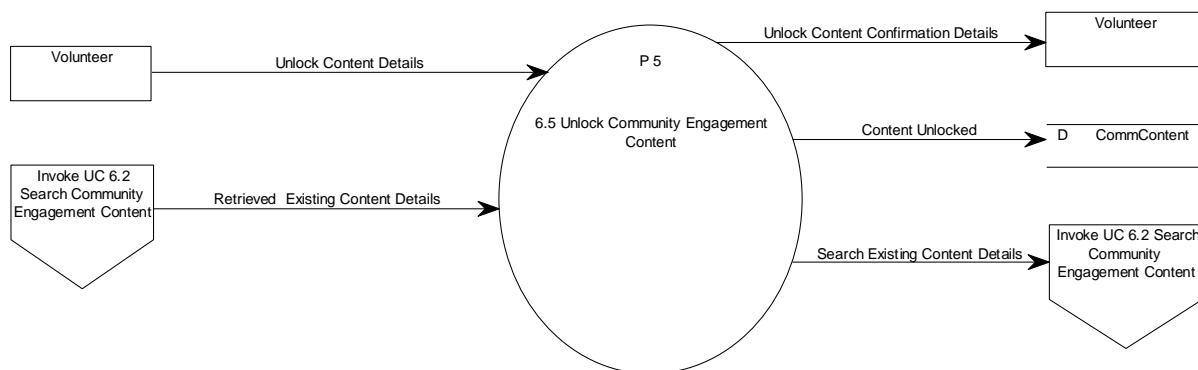 Volunteer
Unlock Content Details
Invoke UC 6.2
Search Community
Engagement Content
Retrieved Existing Content Details
P 5
6.5 Unlock Community Engagement
Content
Unlock Content Confirmation Details
Volunteer
Content Unlocked
D CommContent
Search Existing Content Details
Invoke UC 6.2 Search
Community
Engagement Content